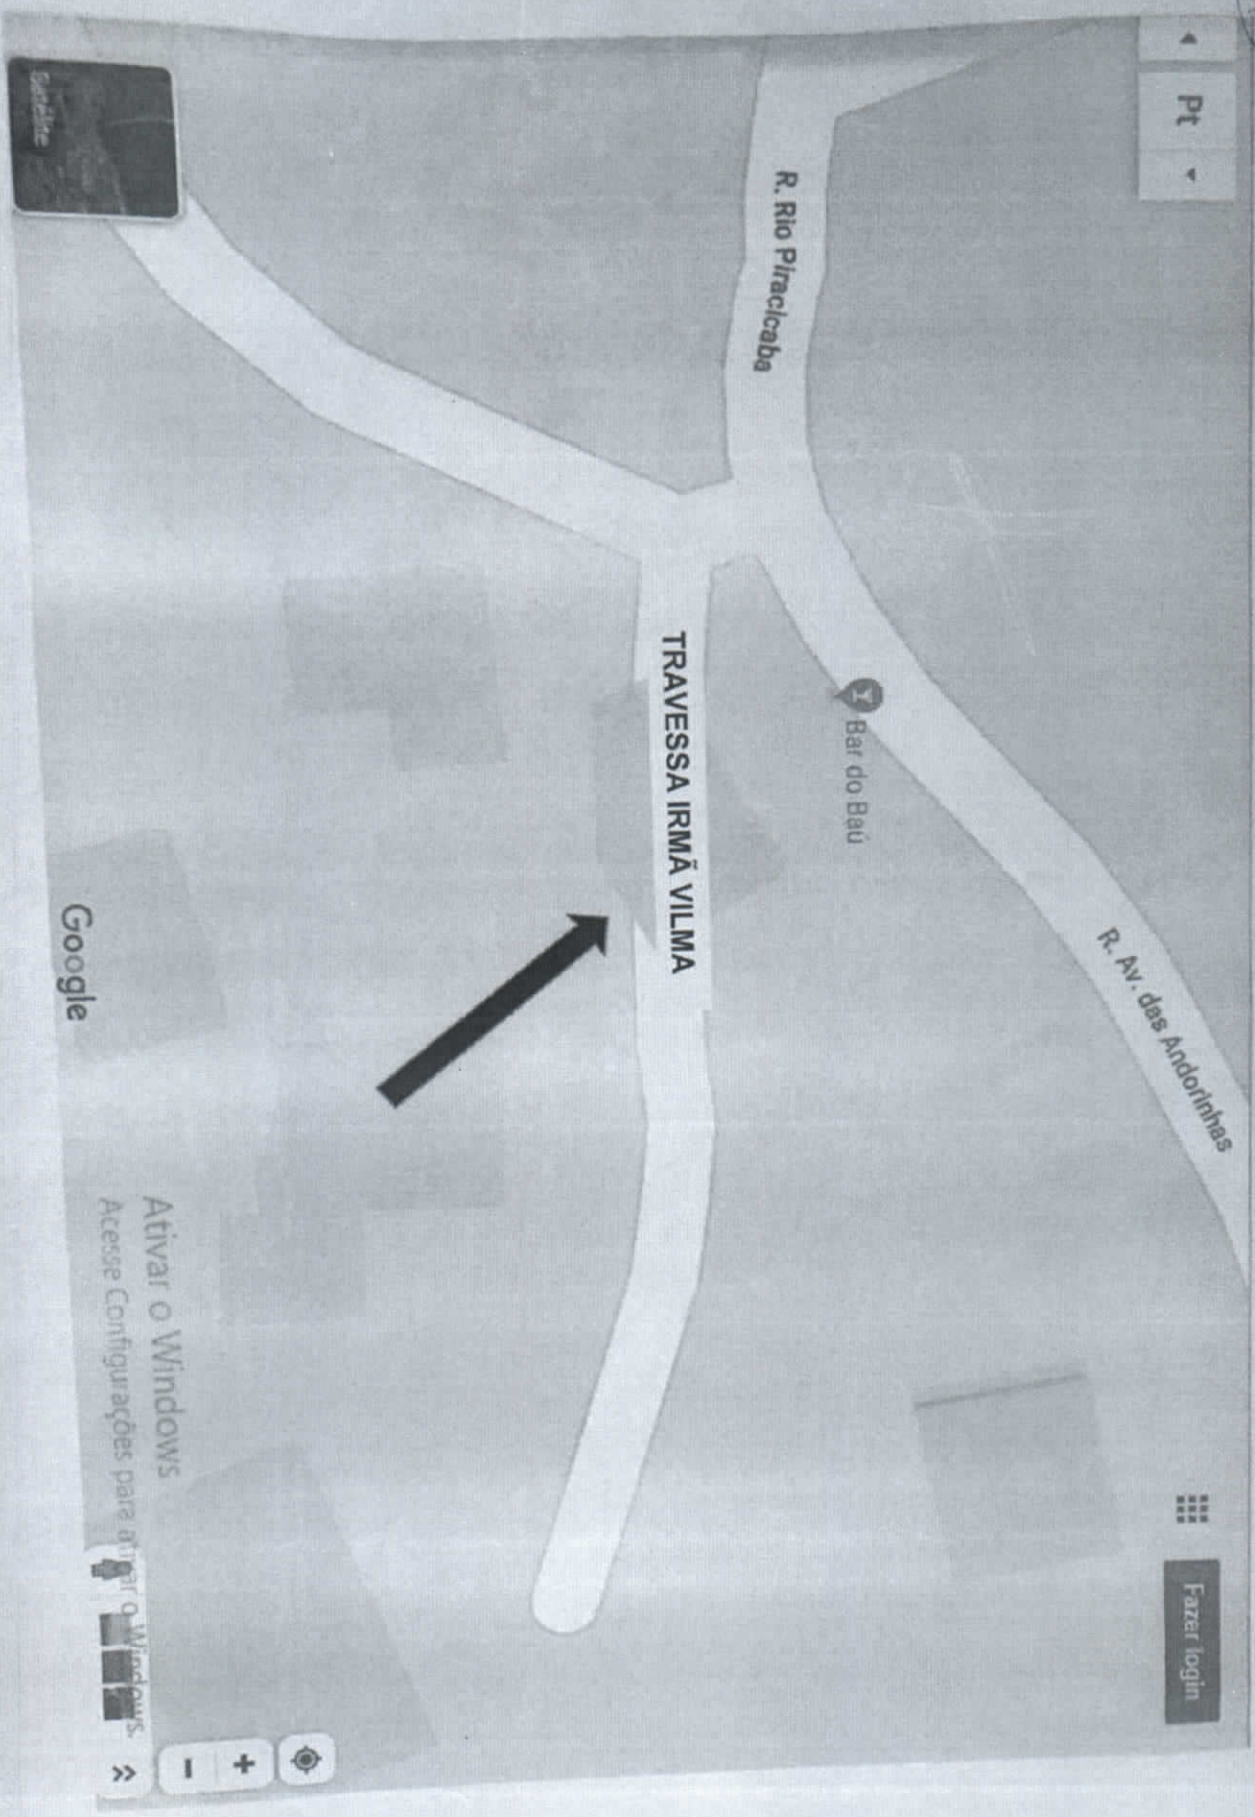 Pt
Fazer login
R. Rio Piracicaba
R. Av. das Andorinhas
Bar do Baú
TRAVESSA IRMÃ VILMA
Satélite
Google
Ativar o Windows
Acesse Configurações para ativar o Windows.